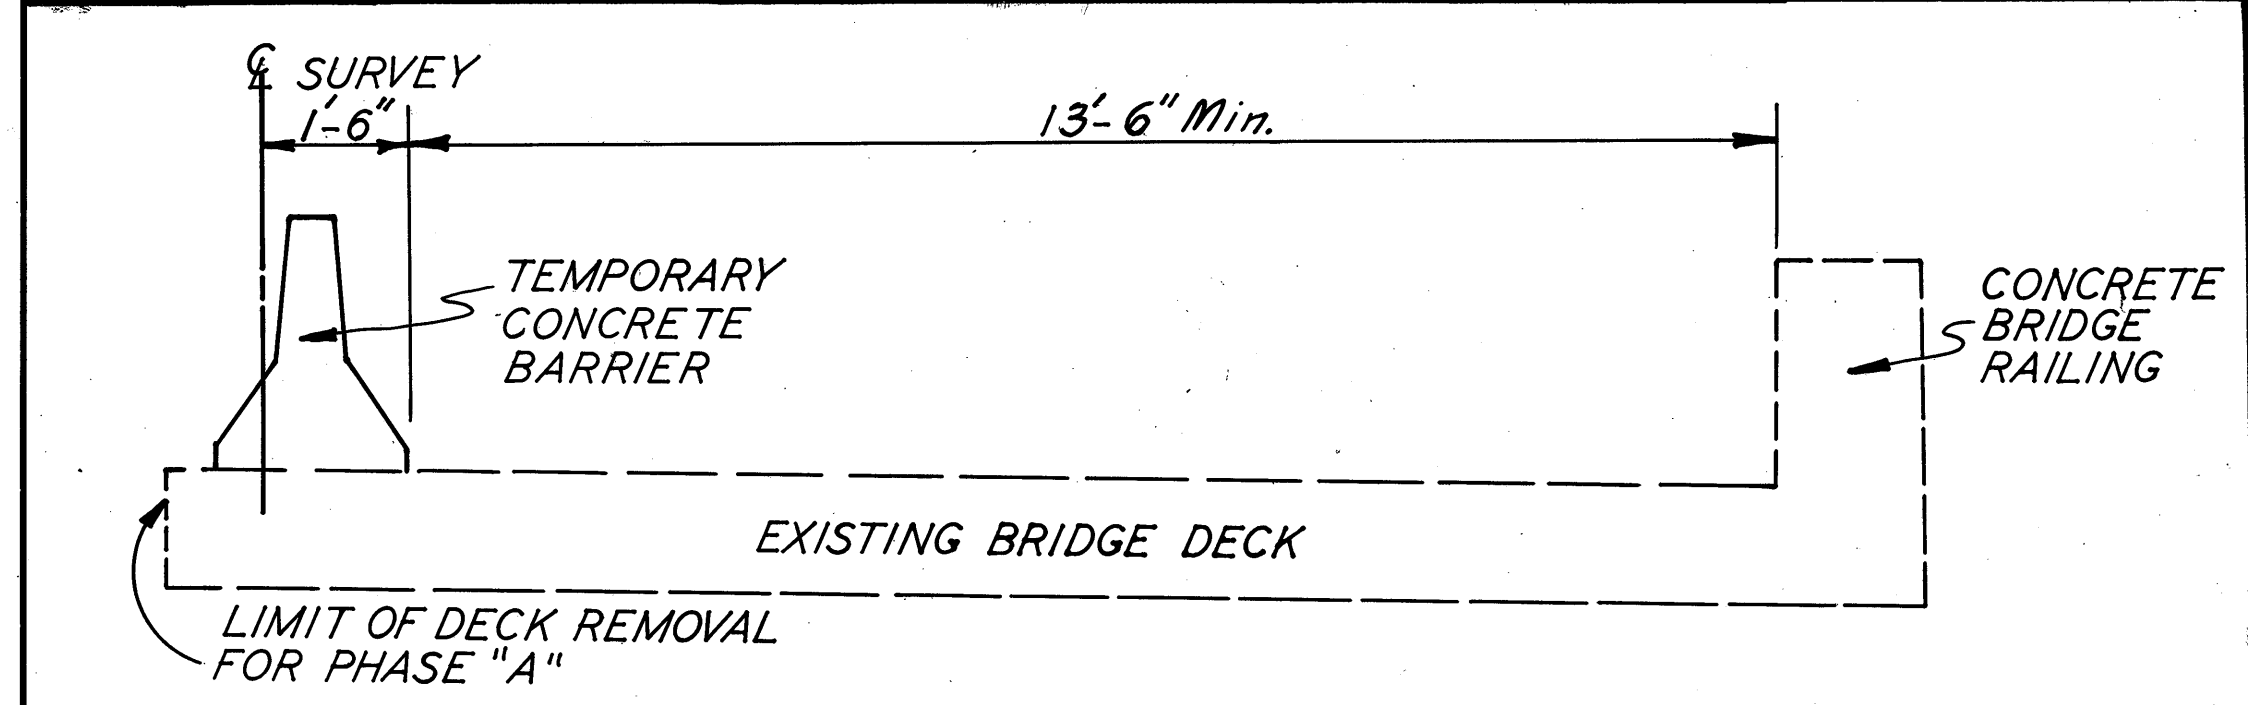 ℄ SURVEY
1'-6"
13'-6" Min.
TEMPORARY
CONCRETE
BARRIER
CONCRETE
BRIDGE
RAILING
EXISTING BRIDGE DECK
LIMIT OF DECK REMOVAL
FOR PHASE "A"